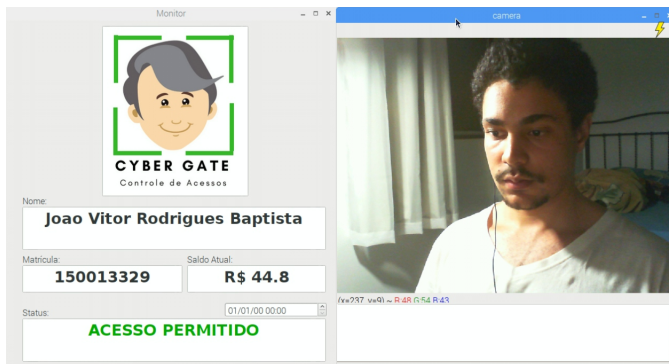 Monitor
CYBER GATE
Controle de Acessos
Nome:
Joao Vitor Rodrigues Baptista
Matricula:
Saldo Atual:
150013329
R$ 44.8
Status:
01/01/00 00:00
ACESSO PERMITIDO
camera
(x=237, y=9) ~ R:48 G:54 B:43